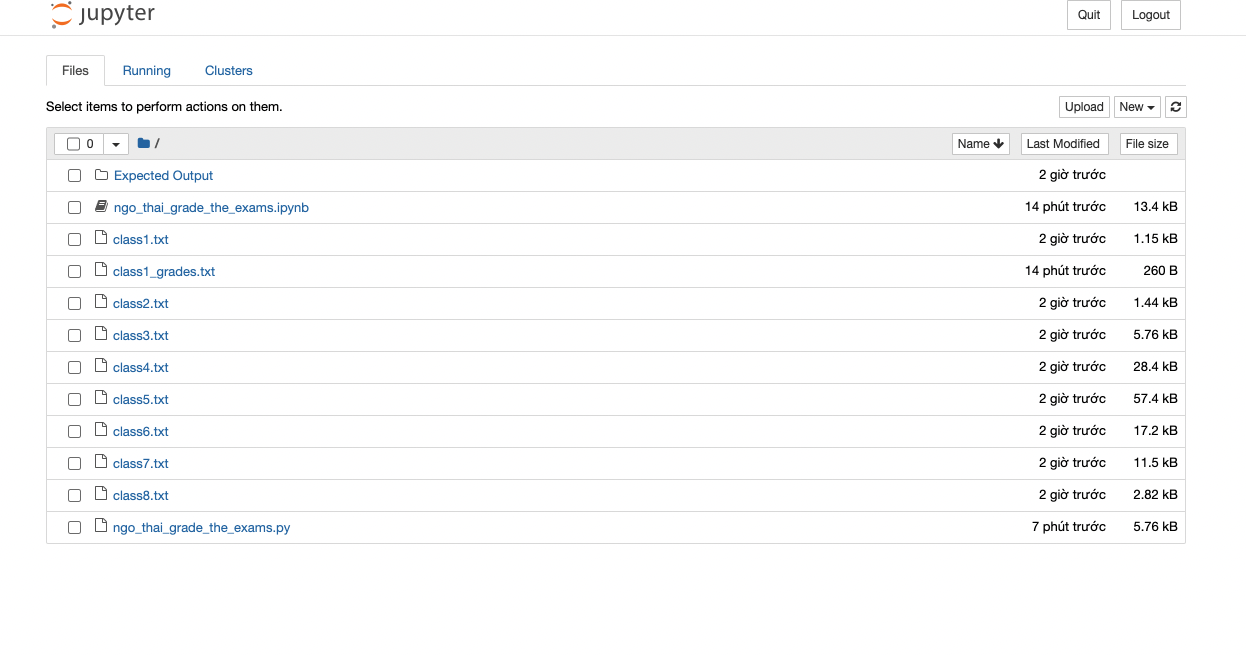 jupyter Quit Logout
Files Running Clusters
Select items to perform actions on them. Upload New
0 / Name Last Modified File size
Expected Output 2 giờ trước
ngo_thai_grade_the_exams.ipynb 14 phút trước 13.4 kB
class1.txt 2 giờ trước 1.15 kB
class1_grades.txt 14 phút trước 260 B
class2.txt 2 giờ trước 1.44 kB
class3.txt 2 giờ trước 5.76 kB
class4.txt 2 giờ trước 28.4 kB
class5.txt 2 giờ trước 57.4 kB
class6.txt 2 giờ trước 17.2 kB
class7.txt 2 giờ trước 11.5 kB
class8.txt 2 giờ trước 2.82 kB
ngo_thai_grade_the_exams.py 7 phút trước 5.76 kB